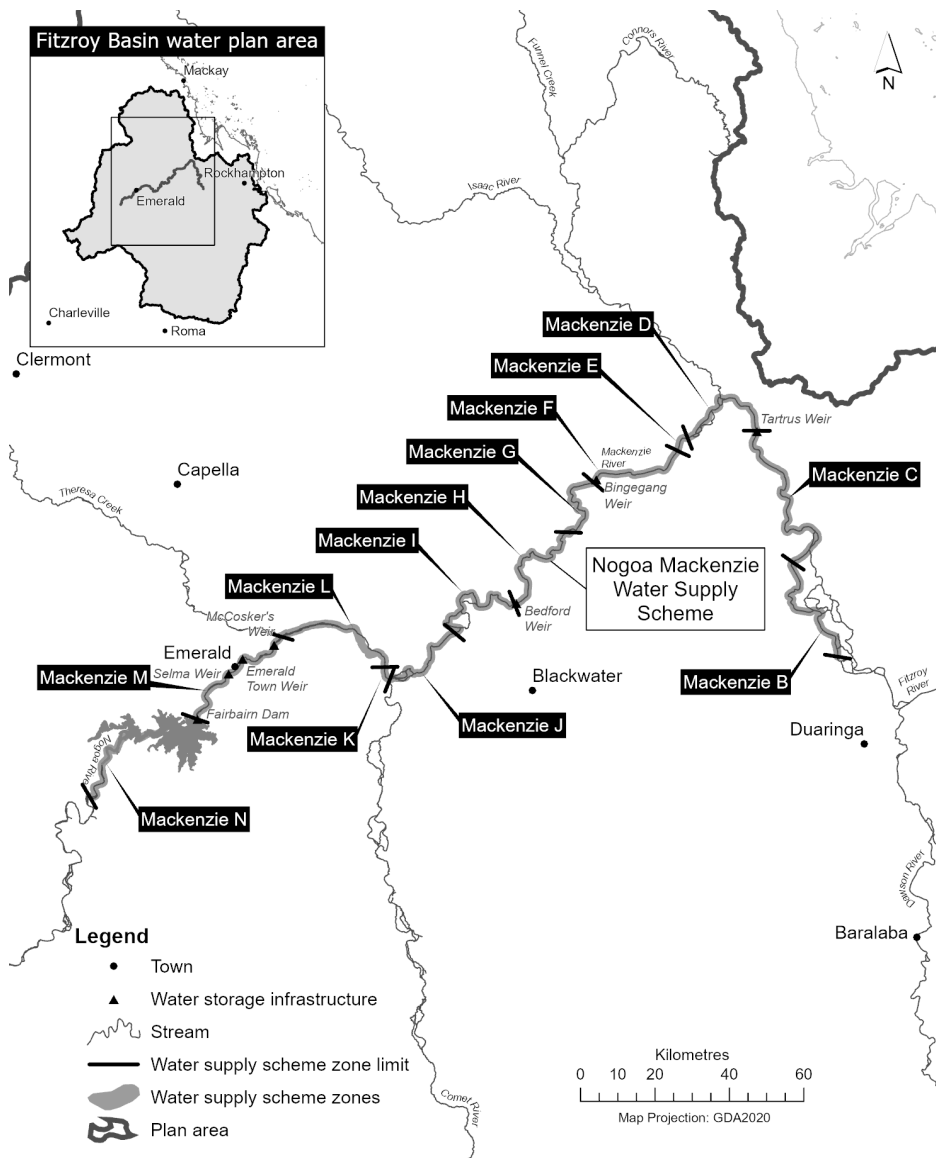 Fitzroy Basin water plan area
Mackay
Rockhampton
Emerald
Charleville
Roma
Funnel Creek
Connors River
N
Isaac River
Clermont
Mackenzie D
Mackenzie E
Mackenzie F
Tartrus Weir
Mackenzie G
Mackenzie
River
Capella
Mackenzie C
Bingegang
Weir
Theresa Creek
Mackenzie H
Mackenzie I
Nogoa Mackenzie
Water Supply
Scheme
Mackenzie L
McCosker's
Weir
Bedford
Weir
Emerald
Selma Weir
Emerald
Town Weir
Mackenzie M
Blackwater
Mackenzie B
Fitzroy
River
Fairbairn Dam
Mackenzie J
Mackenzie K
Duaringa
Nogoa River
Mackenzie N
Dawson River
Baralaba
Legend
Town
Water storage infrastructure
Stream
Water supply scheme zone limit
Water supply scheme zones
Plan area
Comet River
Kilometres
0 10 20 40 60
Map Projection: GDA2020